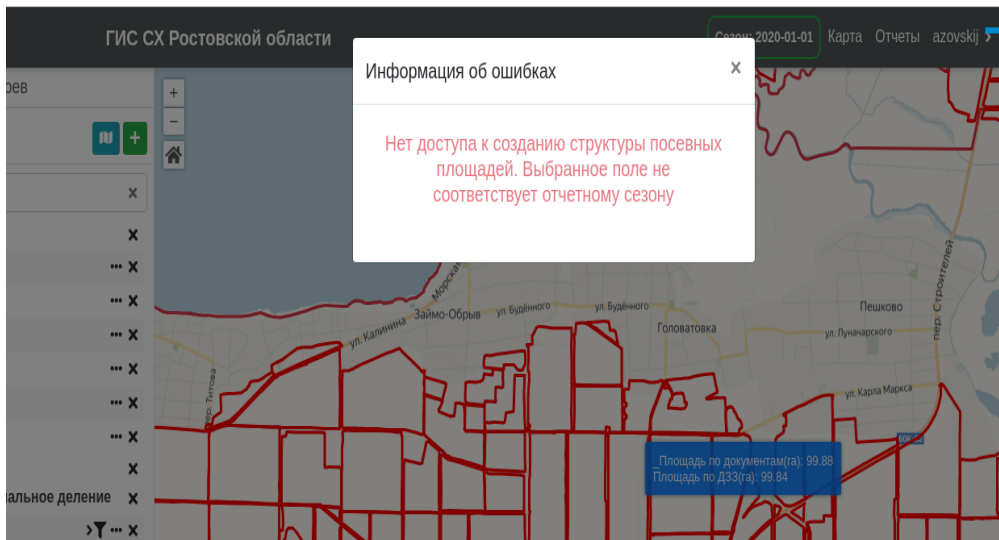 ГИС СХ Ростовской области
Сезон: 2020-01-01
Карта
Отчеты
azovskij
Информация об ошибках
×
Нет доступа к созданию структуры посевных
площадей. Выбранное поле не
соответствует отчетному сезону
+
−
Морская
Займо-Обрыв
ул. Будённого
ул. Будённого
Головатовка
Пешково
пер. Строителей
ул. Луначарского
ул. Калинина
пер. Титова
ул. Карла Маркса
_Площадь по документам(га): 99.88
Площадь по ДЗЗ(га): 99.84
альное деление